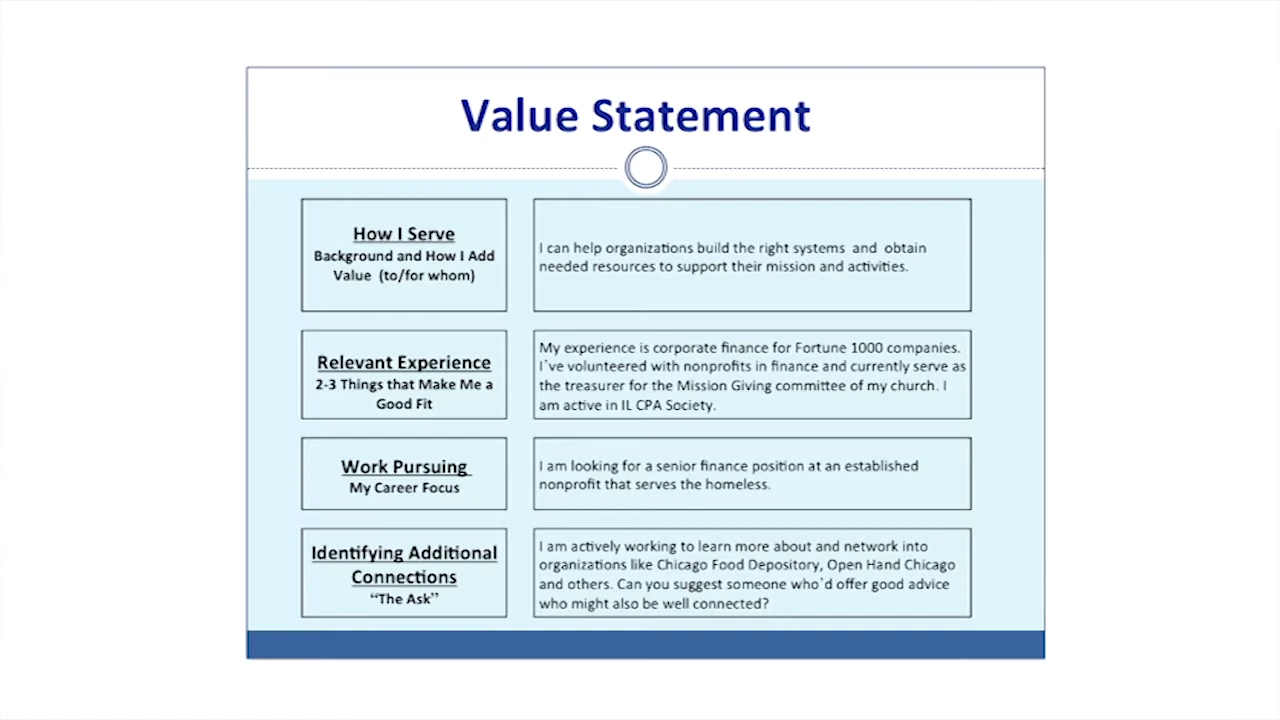 Value Statement
How I Serve
Background and How I Add
Value (to/for whom)
I can help organizations build the right systems and obtain
needed resources to support their mission and activities.
Relevant Experience
2-3 Things that Make Me a
Good Fit
My experience is corporate finance for Fortune 1000 companies.
I've volunteered with nonprofits in finance and currently serve as
the treasurer for the Mission Giving committee of my church. I
am active in IL CPA Society.
Work Pursuing
My Career Focus
I am looking for a senior finance position at an established
nonprofit that serves the homeless.
Identifying Additional
Connections
“The Ask”
I am actively working to learn more about and network into
organizations like Chicago Food Depository, Open Hand Chicago
and others. Can you suggest someone who'd offer good advice
who might also be well connected?